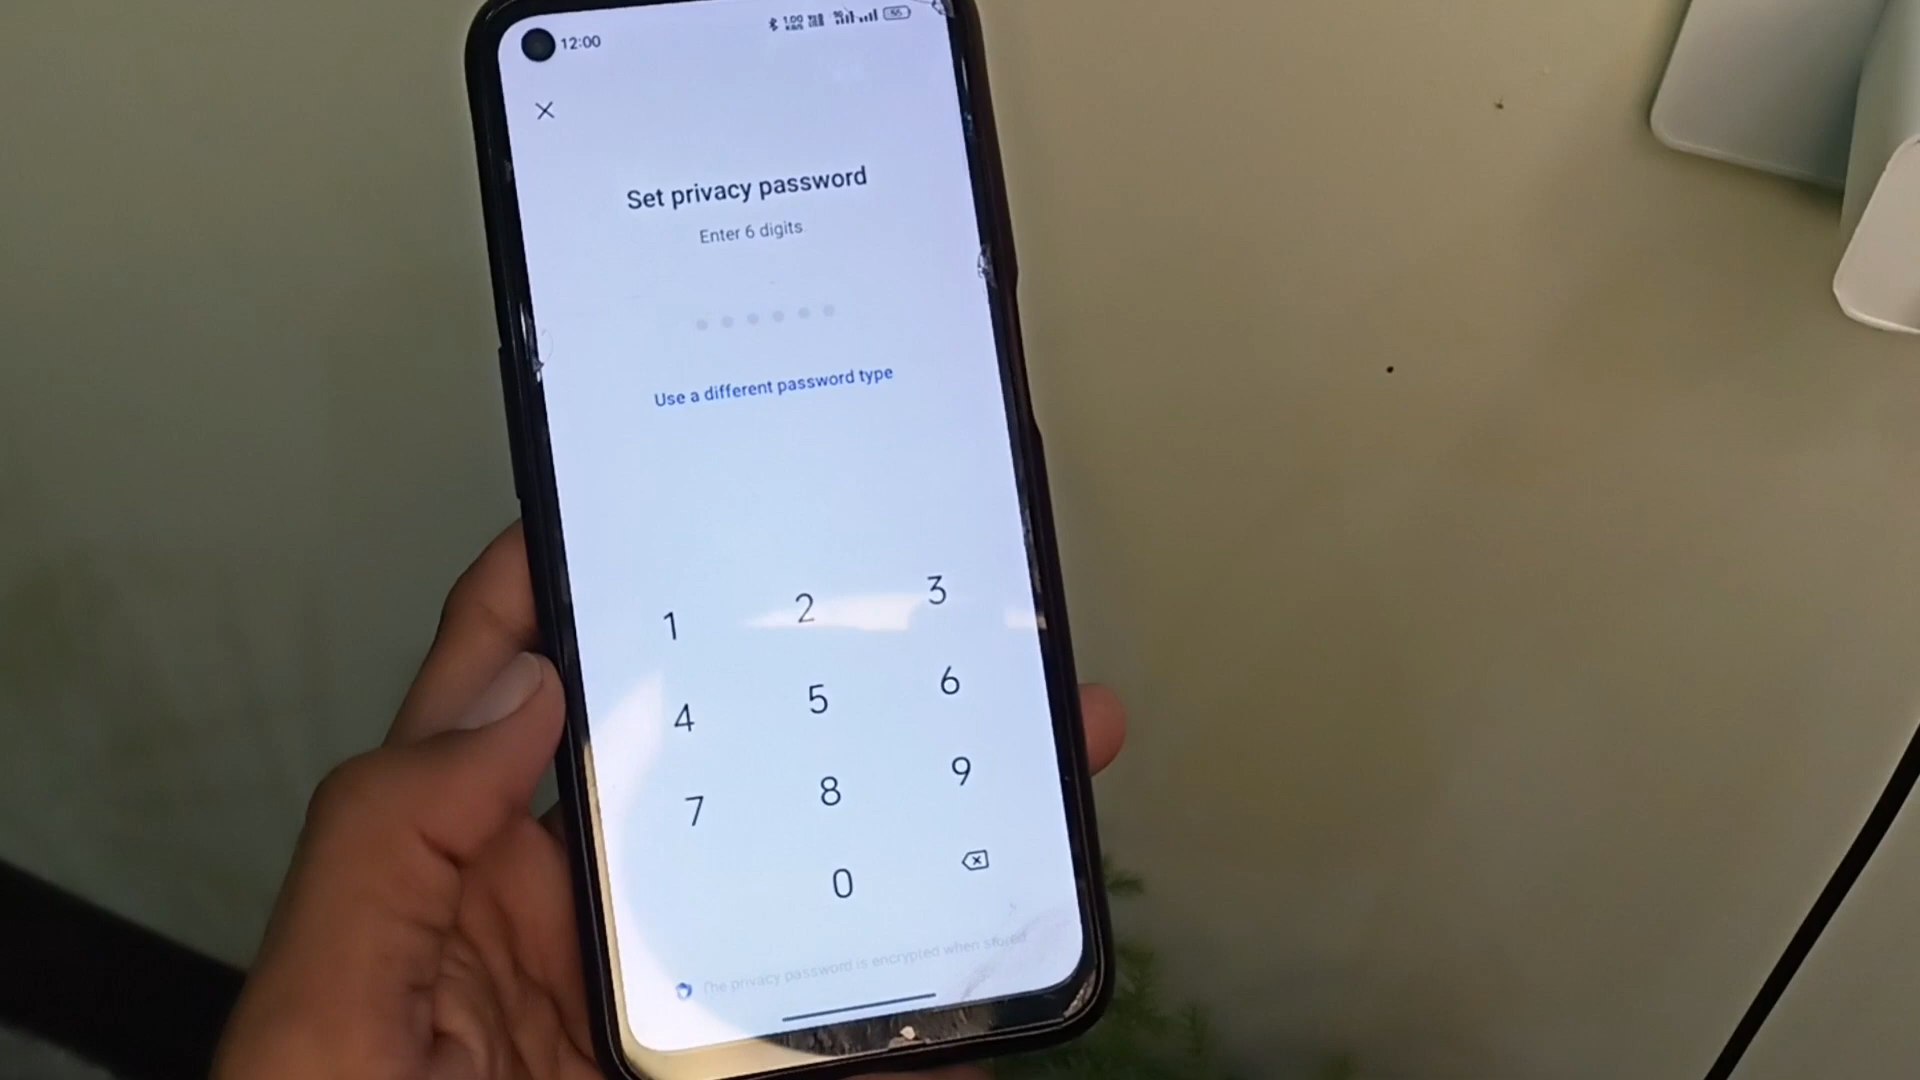 12:00
Set privacy password
Enter 6 digits
Use a different password type
1 2 3
4 5 6
7 8 9
0
The privacy password is encrypted when stored